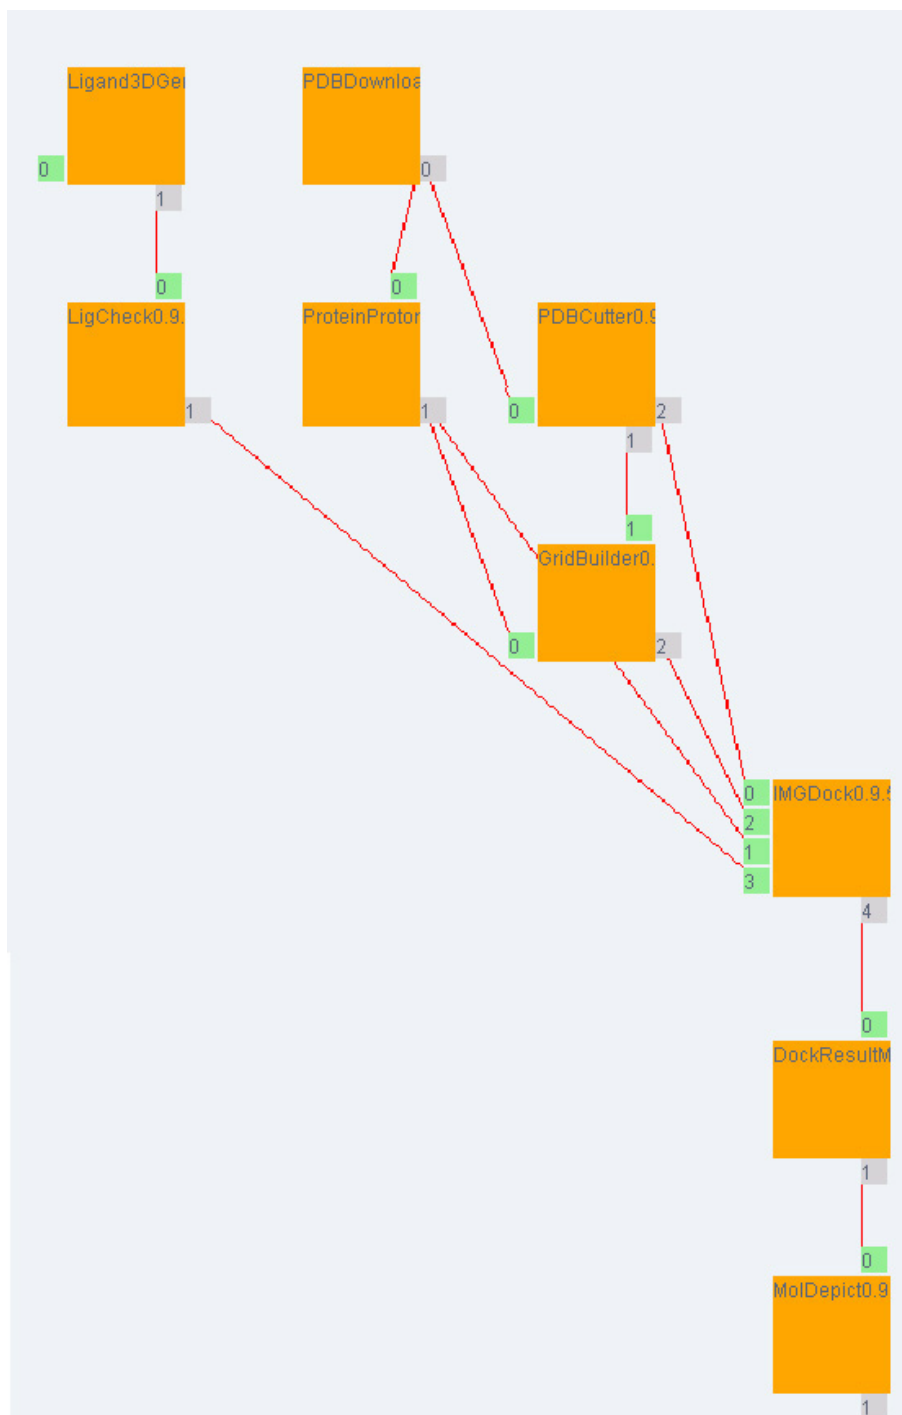 Ligand3DGe
PDBDownloa
0
0
1
0
0
LigCheck0.9.
ProteinProtor
PDBCutter0.9
1
1
0
2
1
1
GridBuilder0.
0
2
0
IMGDock0.9.5
2
1
3
4
0
DockResultM
1
0
MolDepict0.9
1